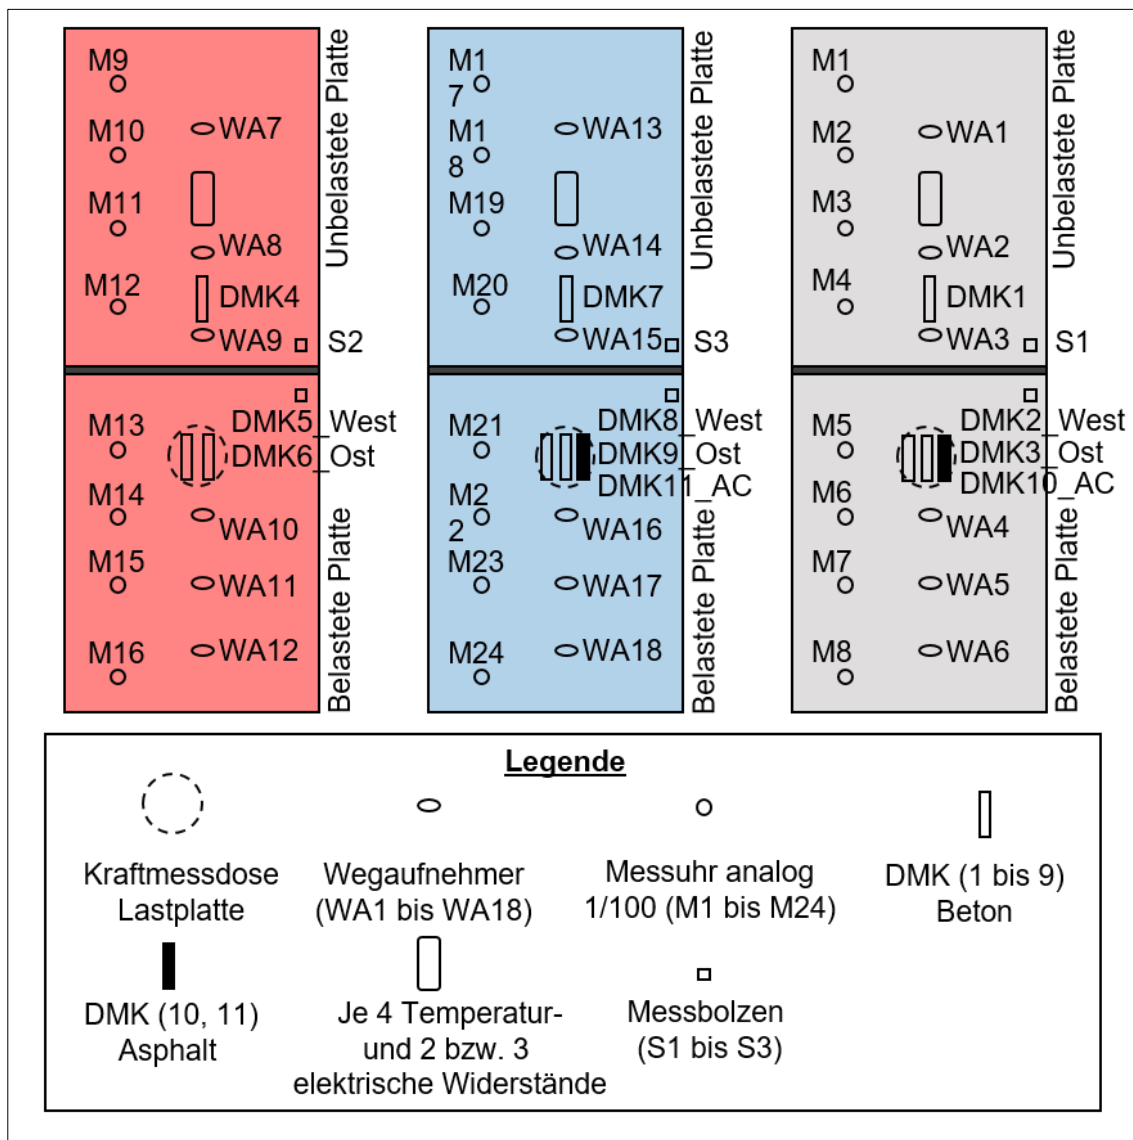 M9
M10
WA7
M11
WA8
M12
DMK4
WA9
S2
Unbelastete Platte
M13
DMK5_West
DMK6_Ost
M14
WA10
M15
WA11
M16
WA12
Belastete Platte
M1
7
WA13
M1
8
M19
WA14
M20
DMK7
WA15
S3
Unbelastete Platte
M21
DMK8_West
DMK9_Ost
DMK11_AC
M2
2
WA16
M23
WA17
M24
WA18
Belastete Platte
M1
M2
WA1
M3
WA2
M4
DMK1
WA3
S1
Unbelastete Platte
M5
DMK2_West
DMK3_Ost
DMK10_AC
M6
WA4
M7
WA5
M8
WA6
Belastete Platte
Legende
Kraftmessdose
Lastplatte
Wegaufnehmer
(WA1 bis WA18)
Messuhr analog
1/100 (M1 bis M24)
DMK (1 bis 9)
Beton
DMK (10, 11)
Asphalt
Je 4 Temperatur-
und 2 bzw. 3
elektrische Widerstände
Messbolzen
(S1 bis S3)